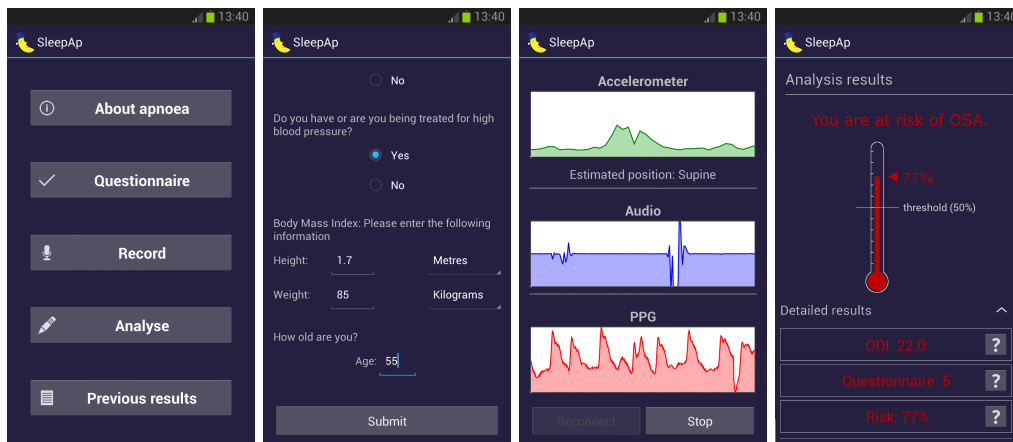 13:40
SleepAp
About apnoea
Questionnaire
Record
Analyse
Previous results
13:40
SleepAp
No
Do you have or are you being treated for high
blood pressure?
Yes
No
Body Mass Index: Please enter the following
information
Height: 1.7 Metres
Weight: 85 Kilograms
How old are you?
Age: 55
Submit
13:40
SleepAp
Accelerometer
Estimated position: Supine
Audio
PPG
Reconnect Stop
13:40
SleepAp
Analysis results
You are at risk of OSA.
77%
threshold (50%)
Detailed results
ODI: 22.0 ?
Questionnaire: 5 ?
Risk: 77% ?